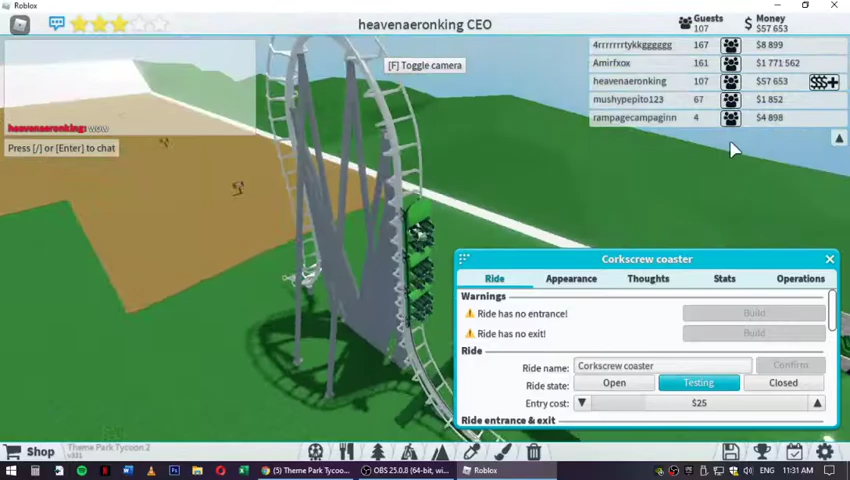 Roblox
heavenaeronking CEO
Guests
107
Money
$57 653
[F] Toggle camera
4rrrrrrrtykkgggggg 167 $8 899
Amirfxox 161 $1 771 562
heavenaeronking 107 $57 653 $$$+
mushypepito123 67 $1 852
rampagecampaginn 4 $4 898
heavenaeronking: wow
Press [/] or [Enter] to chat
Corkscrew coaster
Ride Appearance Thoughts Stats Operations
Warnings
Ride has no entrance! Build
Ride has no exit! Build
Ride
Ride name: Corkscrew coaster Confirm
Ride state: Open Testing Closed
Entry cost: $25
Ride entrance & exit
Shop
Theme Park Tycoon 2
v331
Theme Park Tycoo...
OBS 25.0.8 (64-bit, wi...
Roblox
ENG 11:31 AM